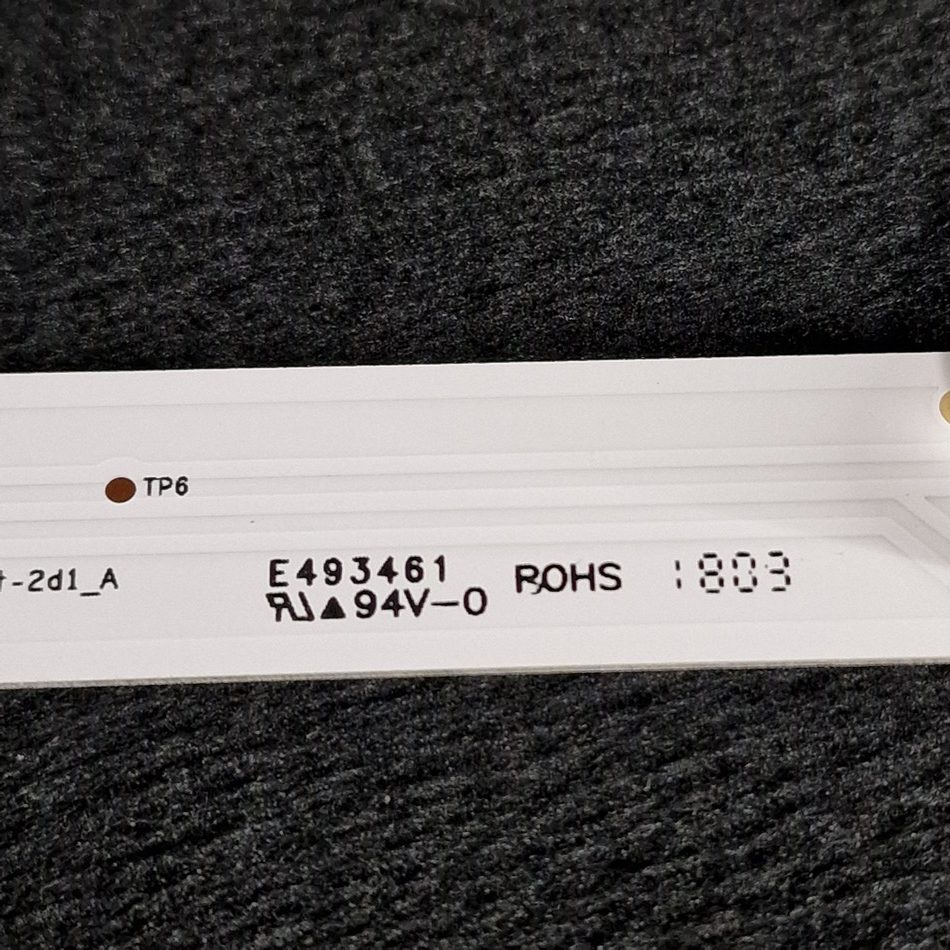 TP6
-2d1_A
E493461
94V-0
ROHS
1803